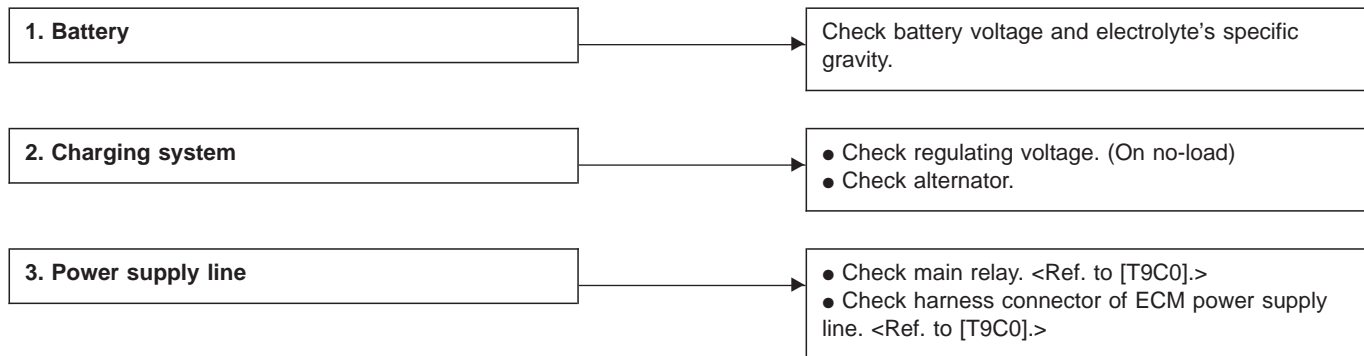 1. Battery
Check battery voltage and electrolyte's specific
gravity.
2. Charging system
● Check regulating voltage. (On no-load)
● Check alternator.
3. Power supply line
● Check main relay. <Ref. to [T9C0].>
● Check harness connector of ECM power supply
line. <Ref. to [T9C0].>